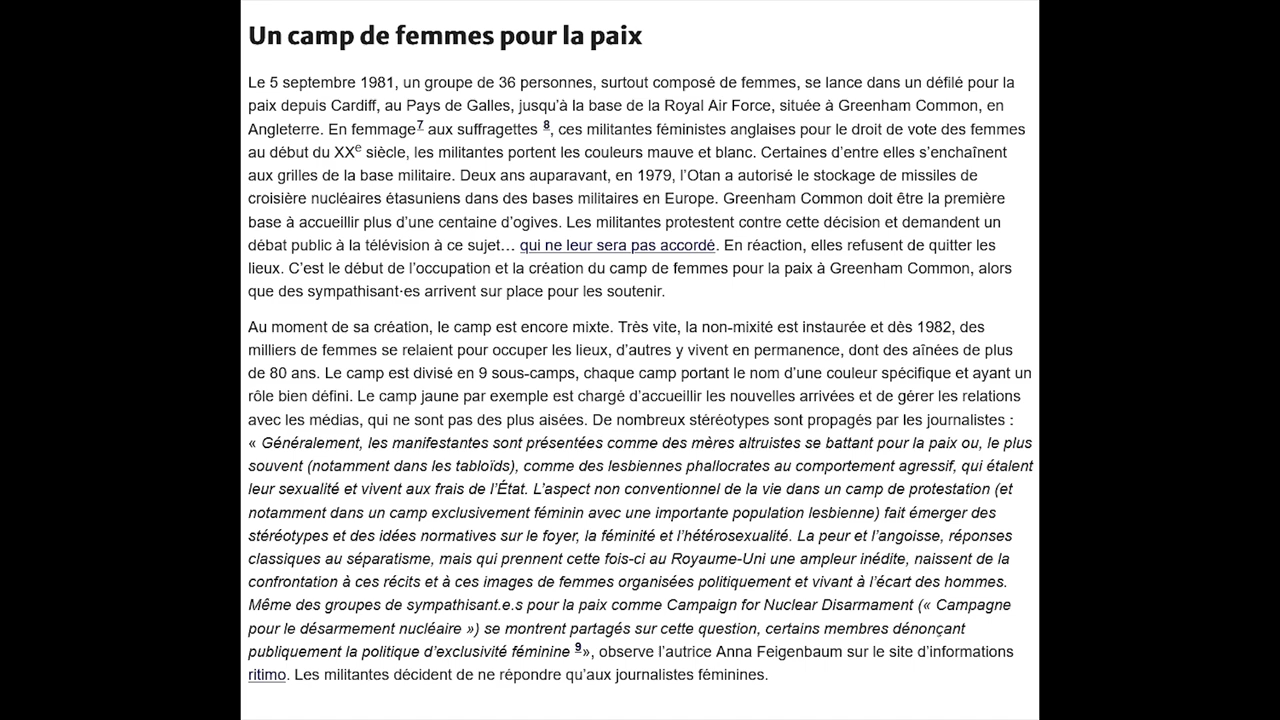 Un camp de femmes pour la paix
Le 5 septembre 1981, un groupe de 36 personnes, surtout composé de femmes, se lance dans un défilé pour la
paix depuis Cardiff, au Pays de Galles, jusqu’à la base de la Royal Air Force, située à Greenham Common, en
Angleterre. En femmage7 aux suffragettes 8, ces militantes féministes anglaises pour le droit de vote des femmes
au début du XXe siècle, les militantes portent les couleurs mauve et blanc. Certaines d’entre elles s’enchaînent
aux grilles de la base militaire. Deux ans auparavant, en 1979, l’Otan a autorisé le stockage de missiles de
croisière nucléaires étasuniens dans des bases militaires en Europe. Greenham Common doit être la première
base à accueillir plus d’une centaine d’ogives. Les militantes protestent contre cette décision et demandent un
débat public à la télévision à ce sujet… qui ne leur sera pas accordé. En réaction, elles refusent de quitter les
lieux. C’est le début de l’occupation et la création du camp de femmes pour la paix à Greenham Common, alors
que des sympathisant·es arrivent sur place pour les soutenir.
Au moment de sa création, le camp est encore mixte. Très vite, la non-mixité est instaurée et dès 1982, des
milliers de femmes se relaient pour occuper les lieux, d’autres y vivent en permanence, dont des aînées de plus
de 80 ans. Le camp est divisé en 9 sous-camps, chaque camp portant le nom d’une couleur spécifique et ayant un
rôle bien défini. Le camp jaune par exemple est chargé d’accueillir les nouvelles arrivées et de gérer les relations
avec les médias, qui ne sont pas des plus aisées. De nombreux stéréotypes sont propagés par les journalistes :
« Généralement, les manifestantes sont présentées comme des mères altruistes se battant pour la paix ou, le plus
souvent (notamment dans les tabloïds), comme des lesbiennes phallocrates au comportement agressif, qui étalent
leur sexualité et vivent aux frais de l’État. L’aspect non conventionnel de la vie dans un camp de protestation (et
notamment dans un camp exclusivement féminin avec une importante population lesbienne) fait émerger des
stéréotypes et des idées normatives sur le foyer, la féminité et l’hétérosexualité. La peur et l’angoisse, réponses
classiques au séparatisme, mais qui prennent cette fois-ci au Royaume-Uni une ampleur inédite, naissent de la
confrontation à ces récits et à ces images de femmes organisées politiquement et vivant à l’écart des hommes.
Même des groupes de sympathisant.e.s pour la paix comme Campaign for Nuclear Disarmament (« Campagne
pour le désarmement nucléaire ») se montrent partagés sur cette question, certains membres dénonçant
publiquement la politique d’exclusivité féminine 9», observe l’autrice Anna Feigenbaum sur le site d’informations
ritimo. Les militantes décident de ne répondre qu’aux journalistes féminines.